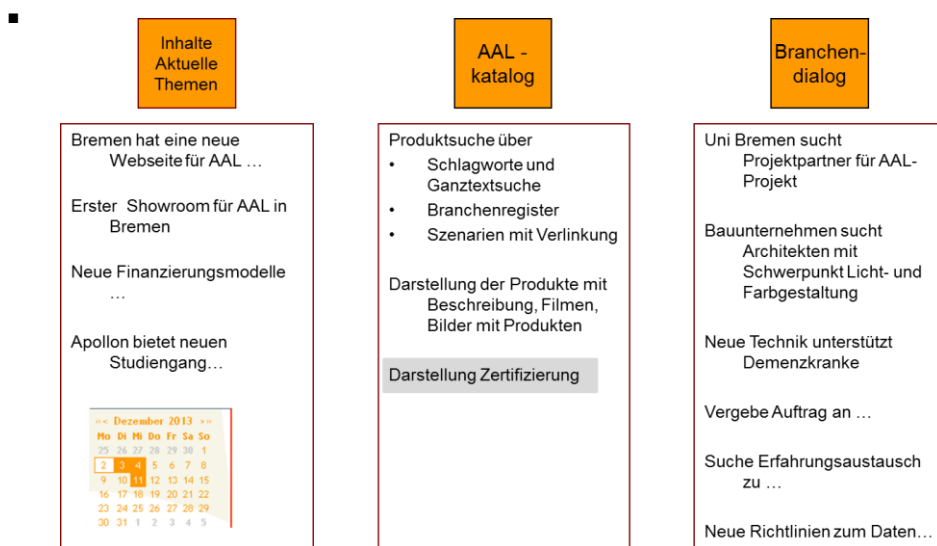 Inhalte
Aktuelle
Themen
Bremen hat eine neue
Webseite für AAL …
Erster Showroom für AAL in
Bremen
Neue Finanzierungsmodelle
…
Apollon bietet neuen
Studiengang…
«< Dezember 2013 >»
Mo Di Mi Do Fr Sa So
25 26 27 28 29 30 1
2 3 4 5 6 7 8
9 10 11 12 13 14 15
16 17 18 19 20 21 22
23 24 25 26 27 28 29
30 31 1 2 3 4 5
AAL -
katalog
Produktsuche über
• Schlagworte und
Ganztextsuche
• Branchenregister
• Szenarien mit Verlinkung
Darstellung der Produkte mit
Beschreibung, Filmen,
Bilder mit Produkten
Darstellung Zertifizierung
Branchen-
dialog
Uni Bremen sucht
Projektpartner für AAL-
Projekt
Bauunternehmen sucht
Architekten mit
Schwerpunkt Licht- und
Farbgestaltung
Neue Technik unterstützt
Demenzkranke
Vergebe Auftrag an …
Suche Erfahrungsaustausch
zu …
Neue Richtlinien zum Daten…